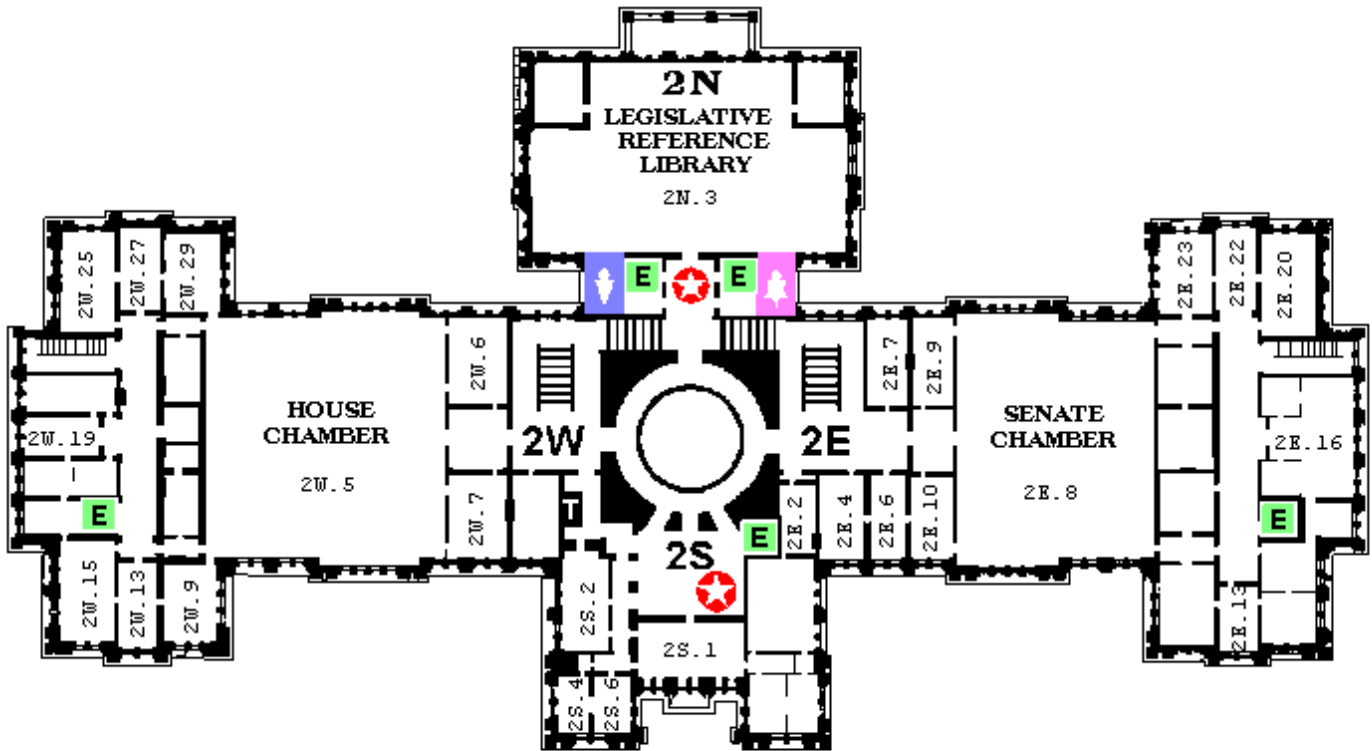 2N
LEGISLATIVE
REFERENCE
LIBRARY
2N.3
E
E
2W.25
2W.27
2W.29
2E.23
2E.22
2E.20
2W.6
2E.7
2E.9
HOUSE
CHAMBER
2W.5
SENATE
CHAMBER
2E.8
2W.19
2W
2E
2E.16
2W.7
T
2E.2
2E.4
2E.6
2E.10
E
E
E
2S
2W.15
2W.13
2W.9
2S.2
2E.13
2S.1
2S.4
2S.6